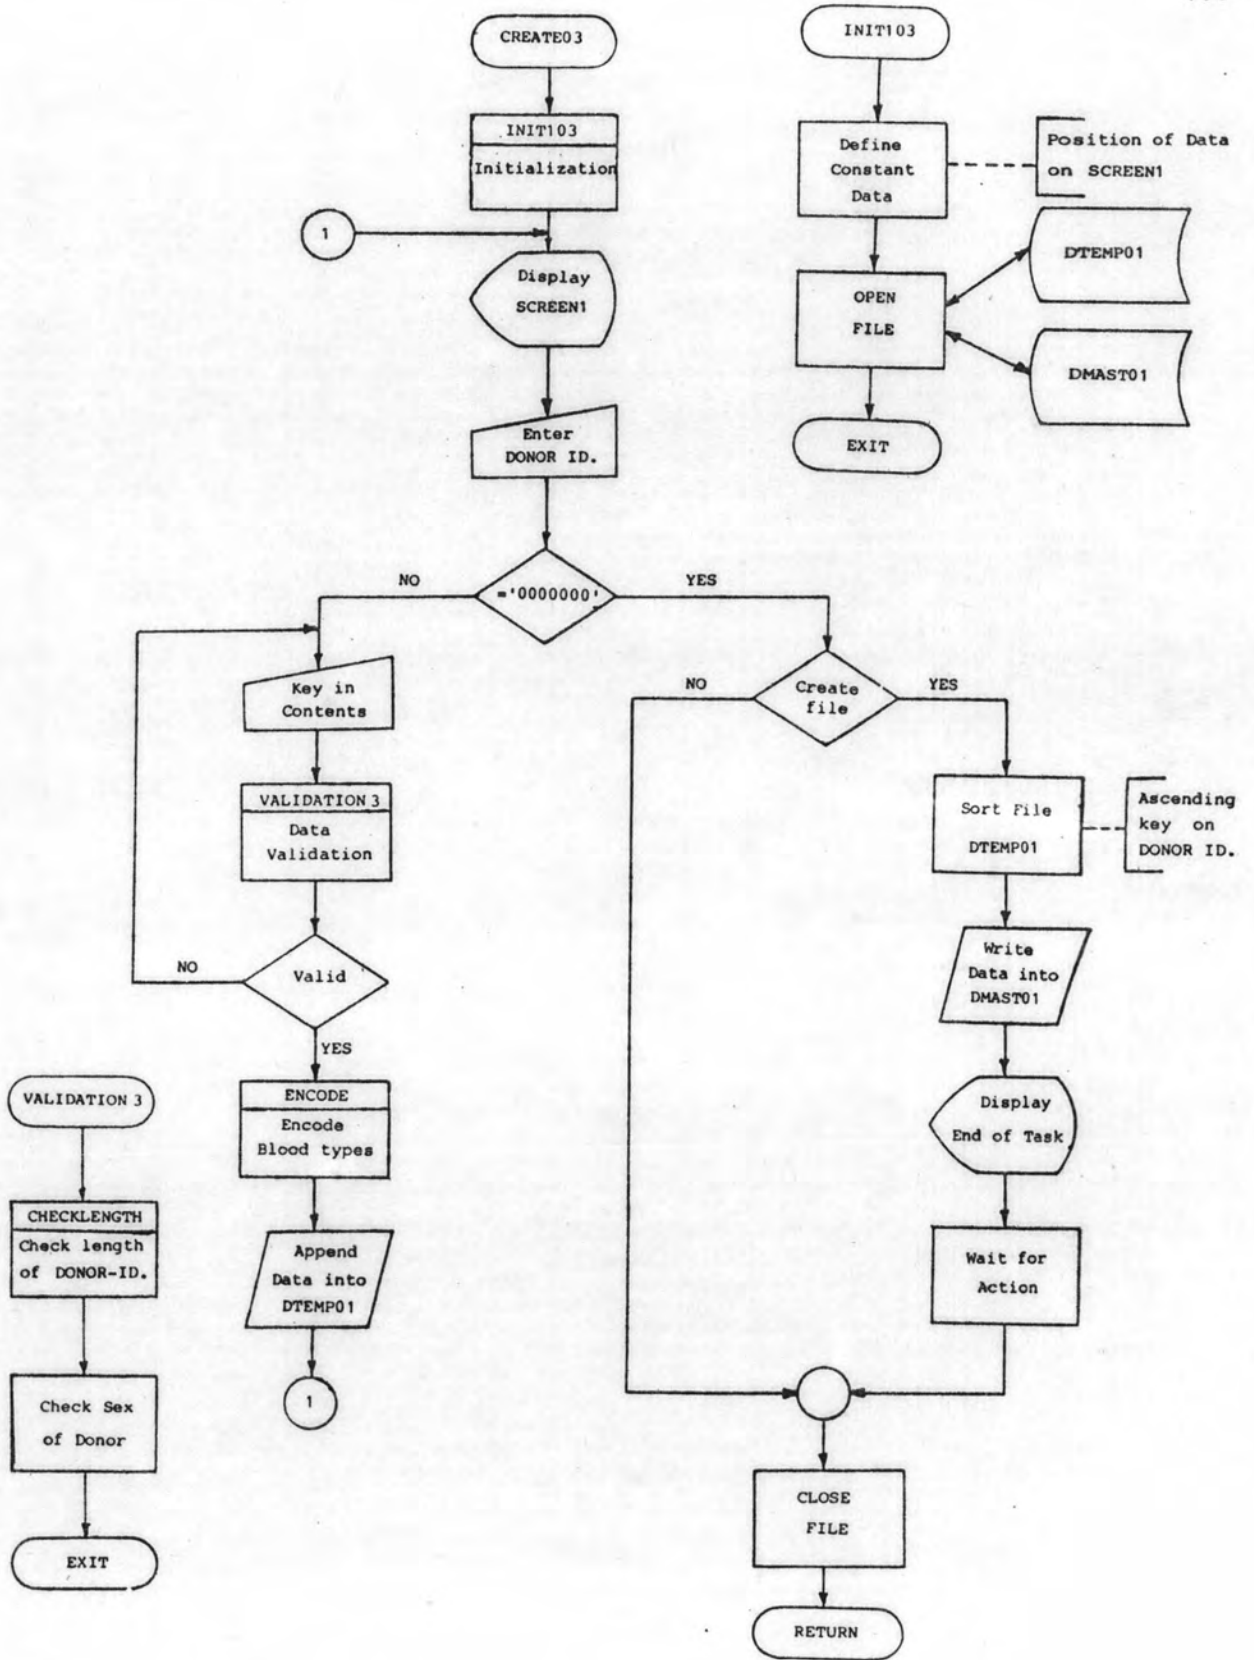 CREATE03
INIT103
Initialization
1
Display
SCREEN1
Enter
DONOR ID.
='0000000'
NO
YES
Key in
Contents
VALIDATION 3
Data
Validation
Valid
NO
YES
ENCODE
Encode
Blood types
Append
Data into
DTEMP01
1
Create
file
NO
YES
Sort File
DTEMP01
Ascending
key on
DONOR ID.
Write
Data into
DMAST01
Display
End of Task
Wait for
Action
CLOSE
FILE
RETURN
INIT103
Define
Constant
Data
Position of Data
on SCREEN1
OPEN
FILE
DTEMP01
DMAST01
EXIT
VALIDATION 3
CHECKLENGTH
Check length
of DONOR-ID.
Check Sex
of Donor
EXIT